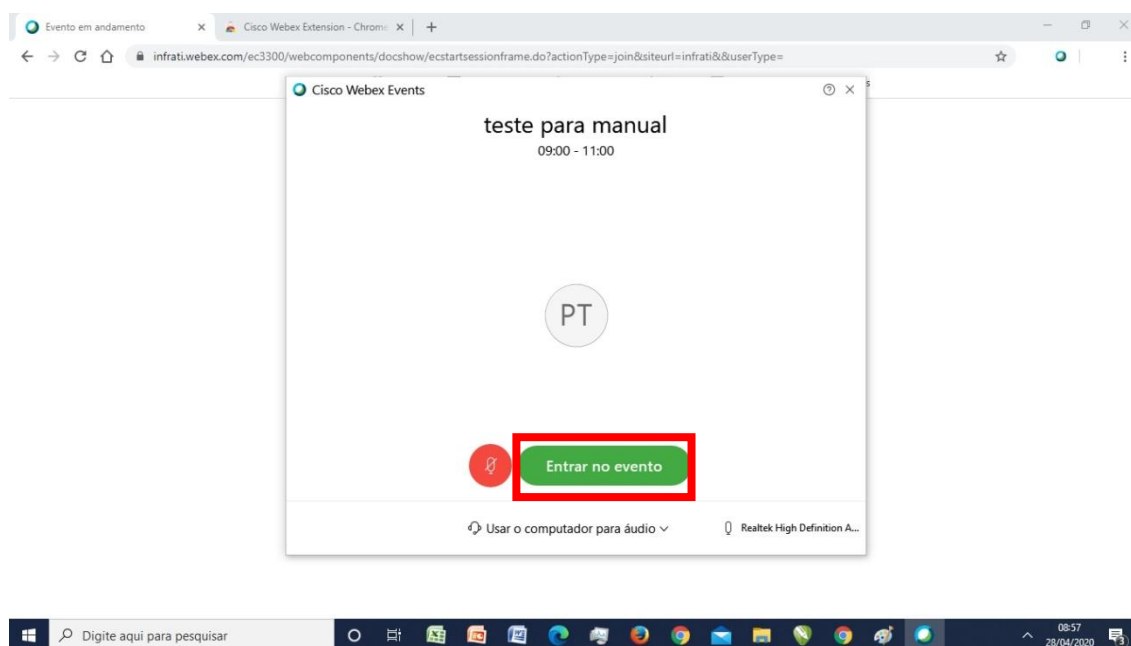 Evento em andamento
Cisco Webex Extension - Chrome
infrati.webex.com/ec3300/webcomponents/docshow/ecstartsessionframe.do?actionType=join&siteurl=infrati&&userType=
Cisco Webex Events
teste para manual
09:00 - 11:00
PT
Entrar no evento
Usar o computador para áudio
Realtek High Definition A...
Digite aqui para pesquisar
08:57
28/04/2020